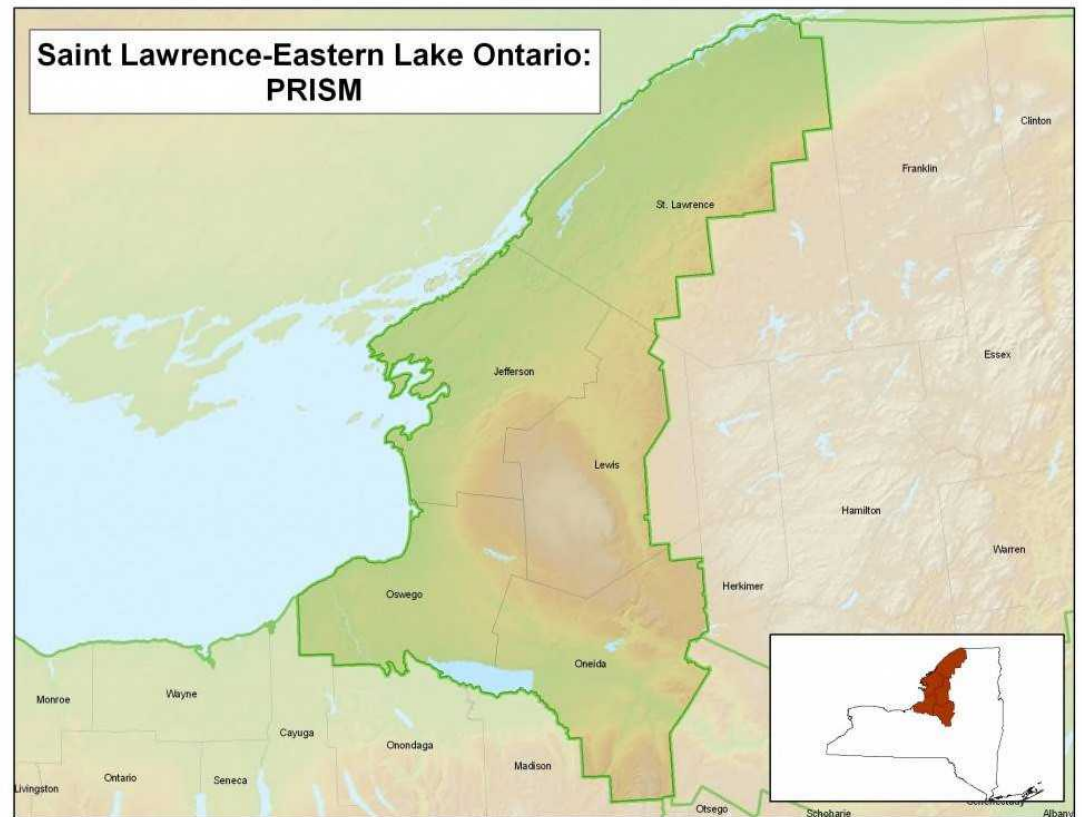 Saint Lawrence-Eastern Lake Ontario:
PRISM
Clinton
Franklin
St. Lawrence
Essex
Jefferson
Lewis
Hamilton
Warren
Herkimer
Oswego
Oneida
Monroe
Wayne
Cayuga
Onondaga
Madison
Ontario
Seneca
Livingston
Otsego
Schoharie
Albany